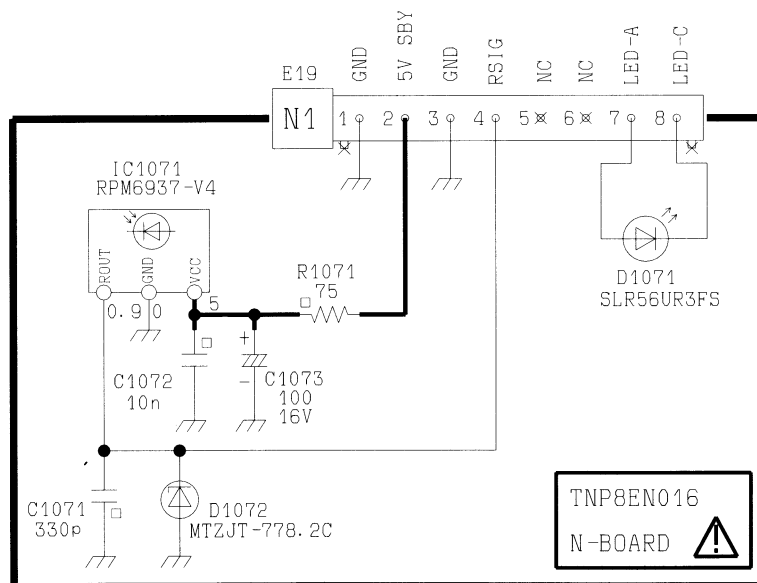 E19
GND
5V SBY
GND
RSIG
NC
NC
LED-A
LED-C
N1
1
2
3
4
5
6
7
8
IC1071
RPM6937-V4
ROUT
GND
VCC
0.9
0
5
R1071
75
D1071
SLR56UR3FS
C1072
10n
+
-
C1073
100
16V
C1071
330p
D1072
MTZJT-778.2C
TNP8EN016
N-BOARD
!